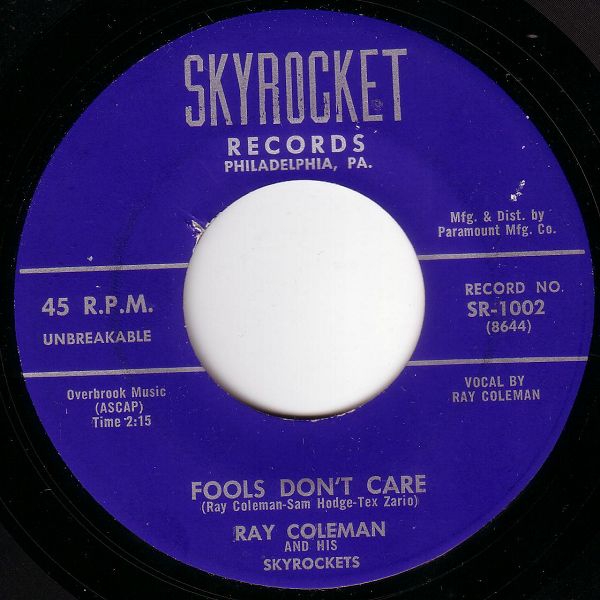 SKYROCKET
RECORDS
PHILADELPHIA, PA.
Mfg. & Dist. by
Paramount Mfg. Co.
45 R.P.M.
UNBREAKABLE
RECORD NO.
SR-1002
(8644)
Overbrook Music
(ASCAP)
Time 2:15
VOCAL BY
RAY COLEMAN
FOOLS DON'T CARE
(Ray Coleman-Sam Hodge-Tex Zario)
RAY COLEMAN
AND HIS
SKYROCKETS